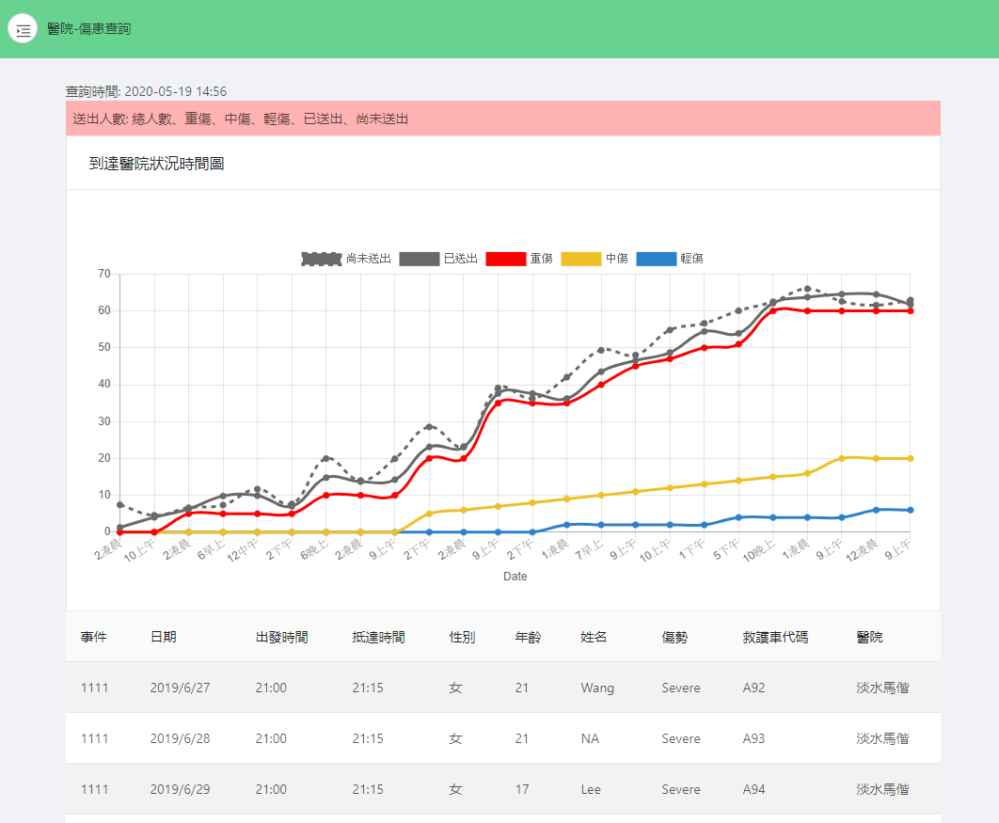 醫院-傷患查詢
查詢時間: 2020-05-19 14:56
送出人數: 總人數、重傷、中傷、輕傷、已送出、尚未送出
到達醫院狀況時間圖
尚未送出 已送出 重傷 中傷 輕傷
70
60
50
40
30
20
10
0
2凌晨 10上午 2凌晨 6早上 12中午 2下午 6晚上 2凌晨 9上午 2下午 2凌晨 9上午 2下午 1凌晨 7早上 9上午 10上午 1下午 5下午 10晚上 1凌晨 9上午 12凌晨 9上午
Date
事件 日期 出發時間 抵達時間 性別 年齡 姓名 傷勢 救護車代碼 醫院
1111 2019/6/27 21:00 21:15 女 21 Wang Severe A92 淡水馬偕
1111 2019/6/28 21:00 21:15 女 21 NA Severe A93 淡水馬偕
1111 2019/6/29 21:00 21:15 女 17 Lee Severe A94 淡水馬偕